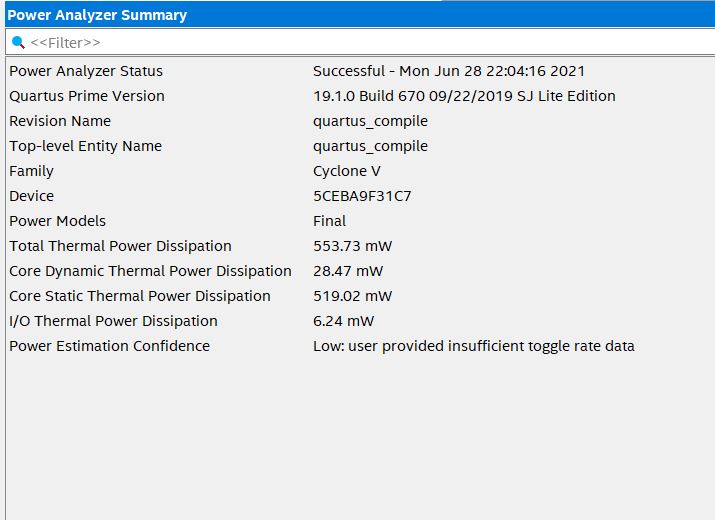 Power Analyzer Summary
<<Filter>>
Power Analyzer Status Successful - Mon Jun 28 22:04:16 2021
Quartus Prime Version 19.1.0 Build 670 09/22/2019 SJ Lite Edition
Revision Name quartus_compile
Top-level Entity Name quartus_compile
Family Cyclone V
Device 5CEBA9F31C7
Power Models Final
Total Thermal Power Dissipation 553.73 mW
Core Dynamic Thermal Power Dissipation 28.47 mW
Core Static Thermal Power Dissipation 519.02 mW
I/O Thermal Power Dissipation 6.24 mW
Power Estimation Confidence Low: user provided insufficient toggle rate data